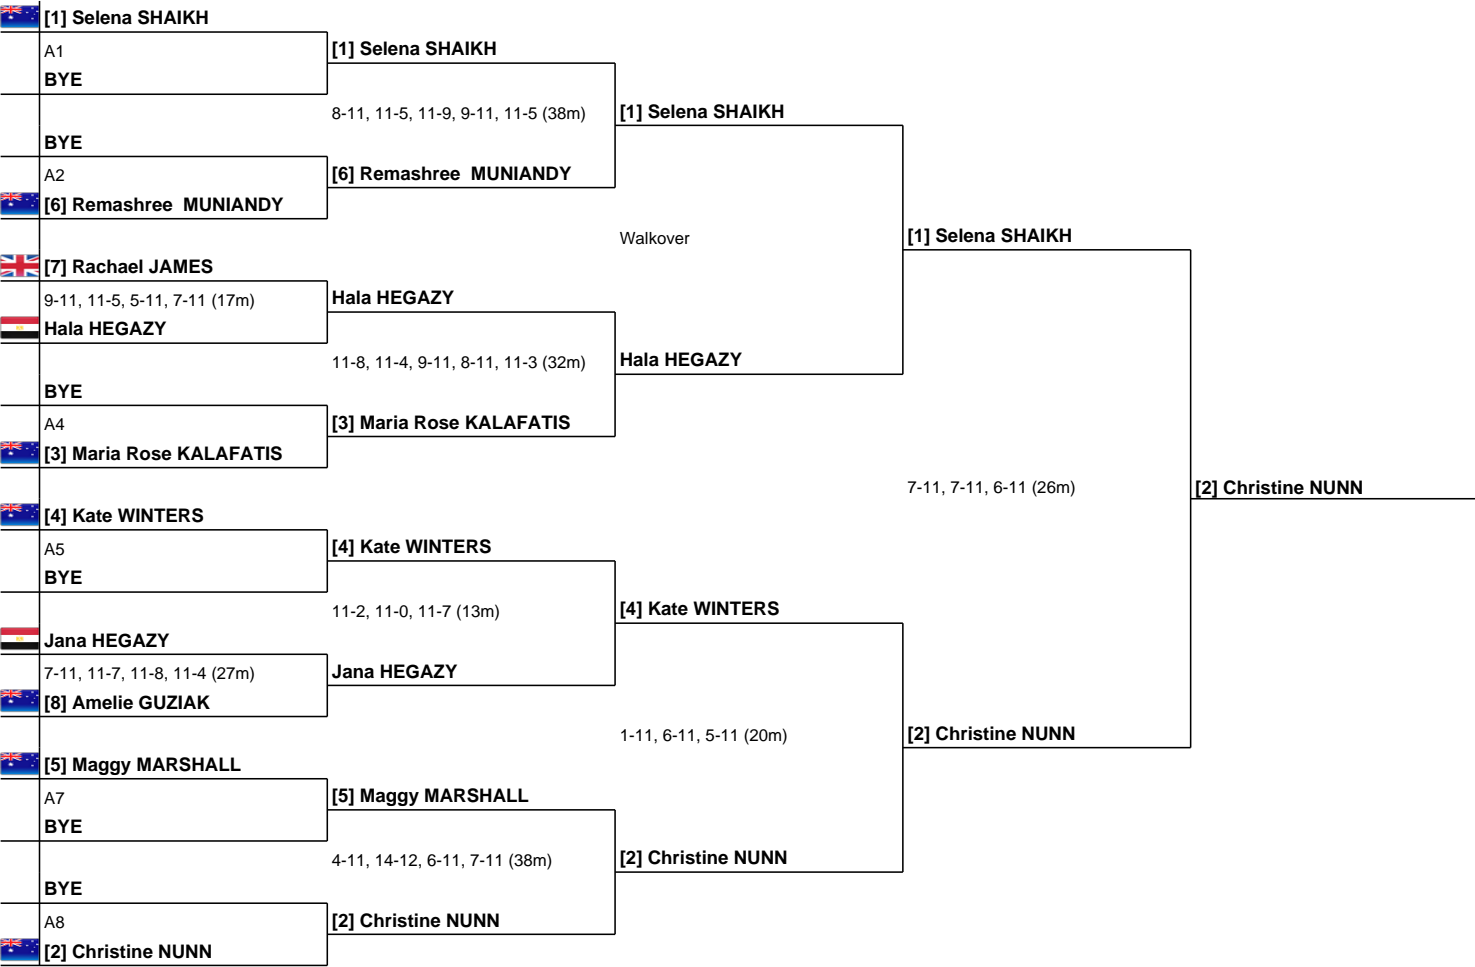 [1] Selena SHAIKH
A1
BYE
BYE
A2
[6] Remashree  MUNIANDY
[7] Rachael JAMES
9-11, 11-5, 5-11, 7-11 (17m)
Hala HEGAZY
BYE
A4
[3] Maria Rose KALAFATIS
[4] Kate WINTERS
A5
BYE
Jana HEGAZY
7-11, 11-7, 11-8, 11-4 (27m)
[8] Amelie GUZIAK
[5] Maggy MARSHALL
A7
BYE
BYE
A8
[2] Christine NUNN
[1] Selena SHAIKH
8-11, 11-5, 11-9, 9-11, 11-5 (38m)
[6] Remashree  MUNIANDY
Hala HEGAZY
11-8, 11-4, 9-11, 8-11, 11-3 (32m)
[3] Maria Rose KALAFATIS
[4] Kate WINTERS
11-2, 11-0, 11-7 (13m)
Jana HEGAZY
[5] Maggy MARSHALL
4-11, 14-12, 6-11, 7-11 (38m)
[2] Christine NUNN
[1] Selena SHAIKH
Walkover
Hala HEGAZY
[4] Kate WINTERS
1-11, 6-11, 5-11 (20m)
[2] Christine NUNN
[1] Selena SHAIKH
7-11, 7-11, 6-11 (26m)
[2] Christine NUNN
[2] Christine NUNN